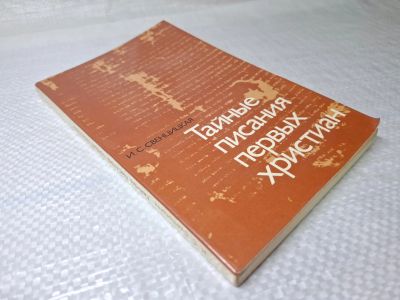 И. С. СВЕНЦИЦКАЯ
Тайные
писания
первых
христиан